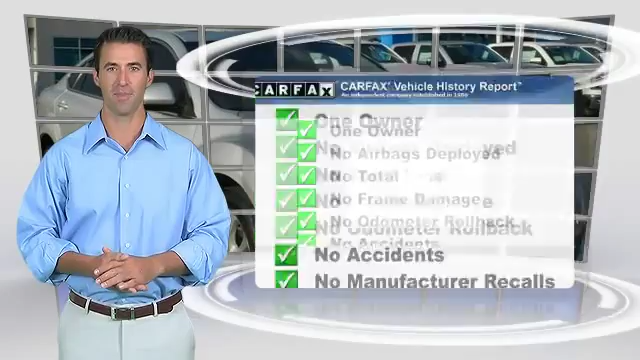 CARFAX CARFAX Vehicle History Report™
An independent company established in 1986
One Owner
One Owner
No Airbags Deployed
No Total
No Frame Damage
No Odometer Rollback
No Odometer Rollback
No Accidents
No Accidents
No Manufacturer Recalls